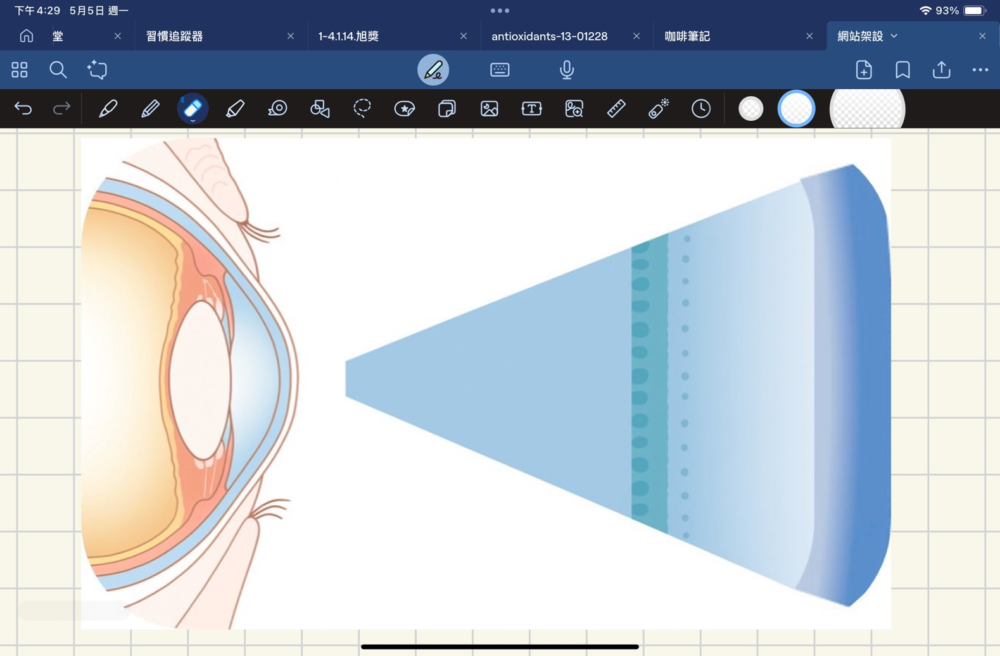 下午4:29 5月5日 週一
93%
堂
習慣追蹤器
1-4.1.14.旭獎
antioxidants-13-01228
咖啡筆記
網站架設